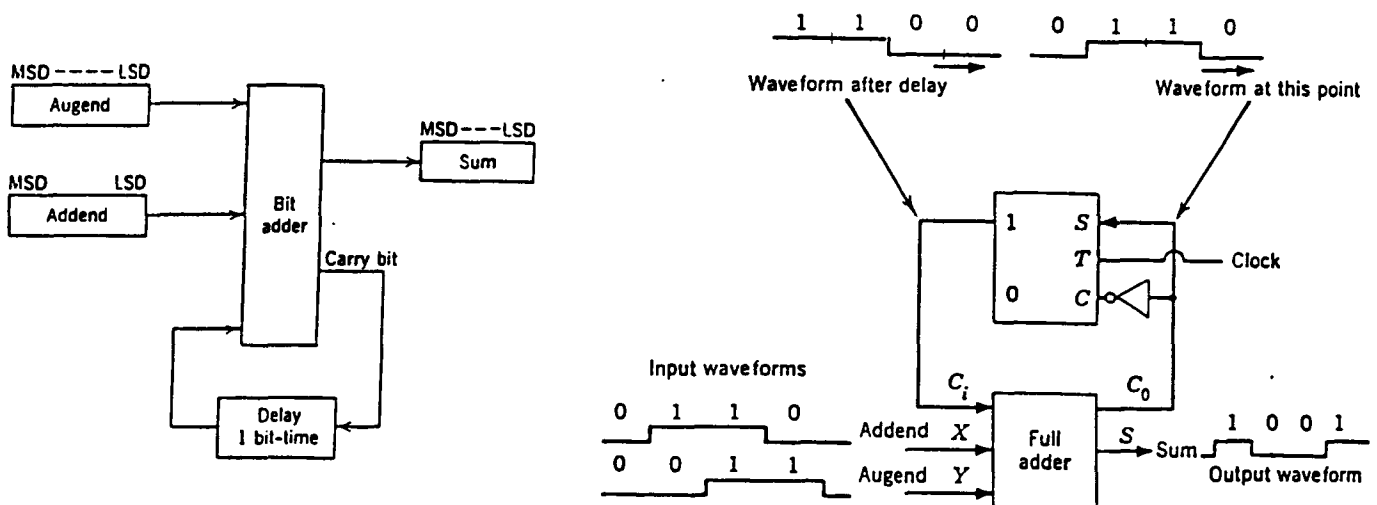 MSD ---- LSD
Augend
MSD LSD
Addend
Bit
adder
MSD --- LSD
Sum
Carry bit
Delay
1 bit-time
1 1 0 0
0 1 1 0
Waveform after delay
Waveform at this point
1 S
T
Clock
0 C
Input waveforms
0 1 1 0
0 0 1 1
Addend X
Augend Y
C_i
C_0
Full
adder
S
Sum
1 0 0 1
Output waveform